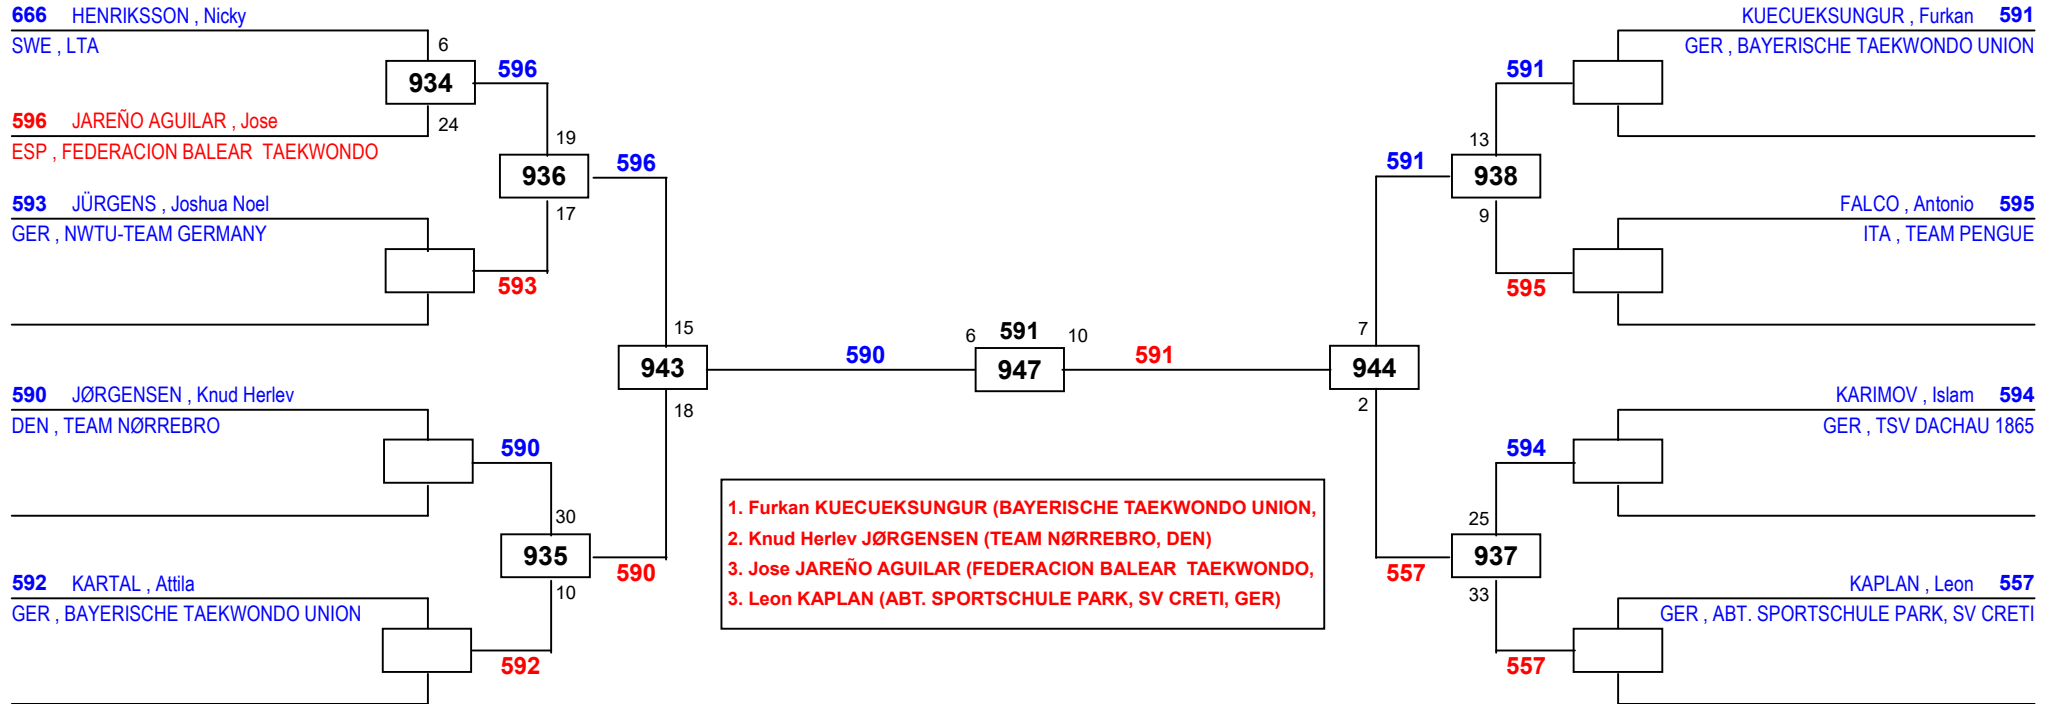 666 HENRIKSSON , Nicky
SWE , LTA
6
934
596
24
596 JAREÑO AGUILAR , Jose
ESP , FEDERACION BALEAR  TAEKWONDO
19
936
596
17
593 JÜRGENS , Joshua Noel
GER , NWTU-TEAM GERMANY
593
15
943
590
18
590 JØRGENSEN , Knud Herlev
DEN , TEAM NØRREBRO
590
30
935
590
10
592 KARTAL , Attila
GER , BAYERISCHE TAEKWONDO UNION
592
6 591 10
947
591
KUECUEKSUNGUR , Furkan 591
GER , BAYERISCHE TAEKWONDO UNION
591
13
591
938
9
FALCO , Antonio 595
ITA , TEAM PENGUE
595
7
944
2
KARIMOV , Islam 594
GER , TSV DACHAU 1865
594
25
937
557
33
KAPLAN , Leon 557
GER , ABT. SPORTSCHULE PARK, SV CRETI
557
1. Furkan KUECUEKSUNGUR (BAYERISCHE TAEKWONDO UNION,
2. Knud Herlev JØRGENSEN (TEAM NØRREBRO, DEN)
3. Jose JAREÑO AGUILAR (FEDERACION BALEAR  TAEKWONDO,
3. Leon KAPLAN (ABT. SPORTSCHULE PARK, SV CRETI, GER)